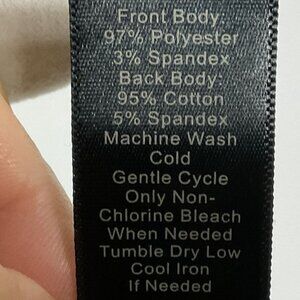 Front Body
97% Polyester
3% Spandex
Back Body
95% Cotton
5% Spandex
Machine Wash
Cold
Gentle Cycle
Only Non-
Chlorine Bleach
When Needed
Tumble Dry Low
Cool Iron
If Needed